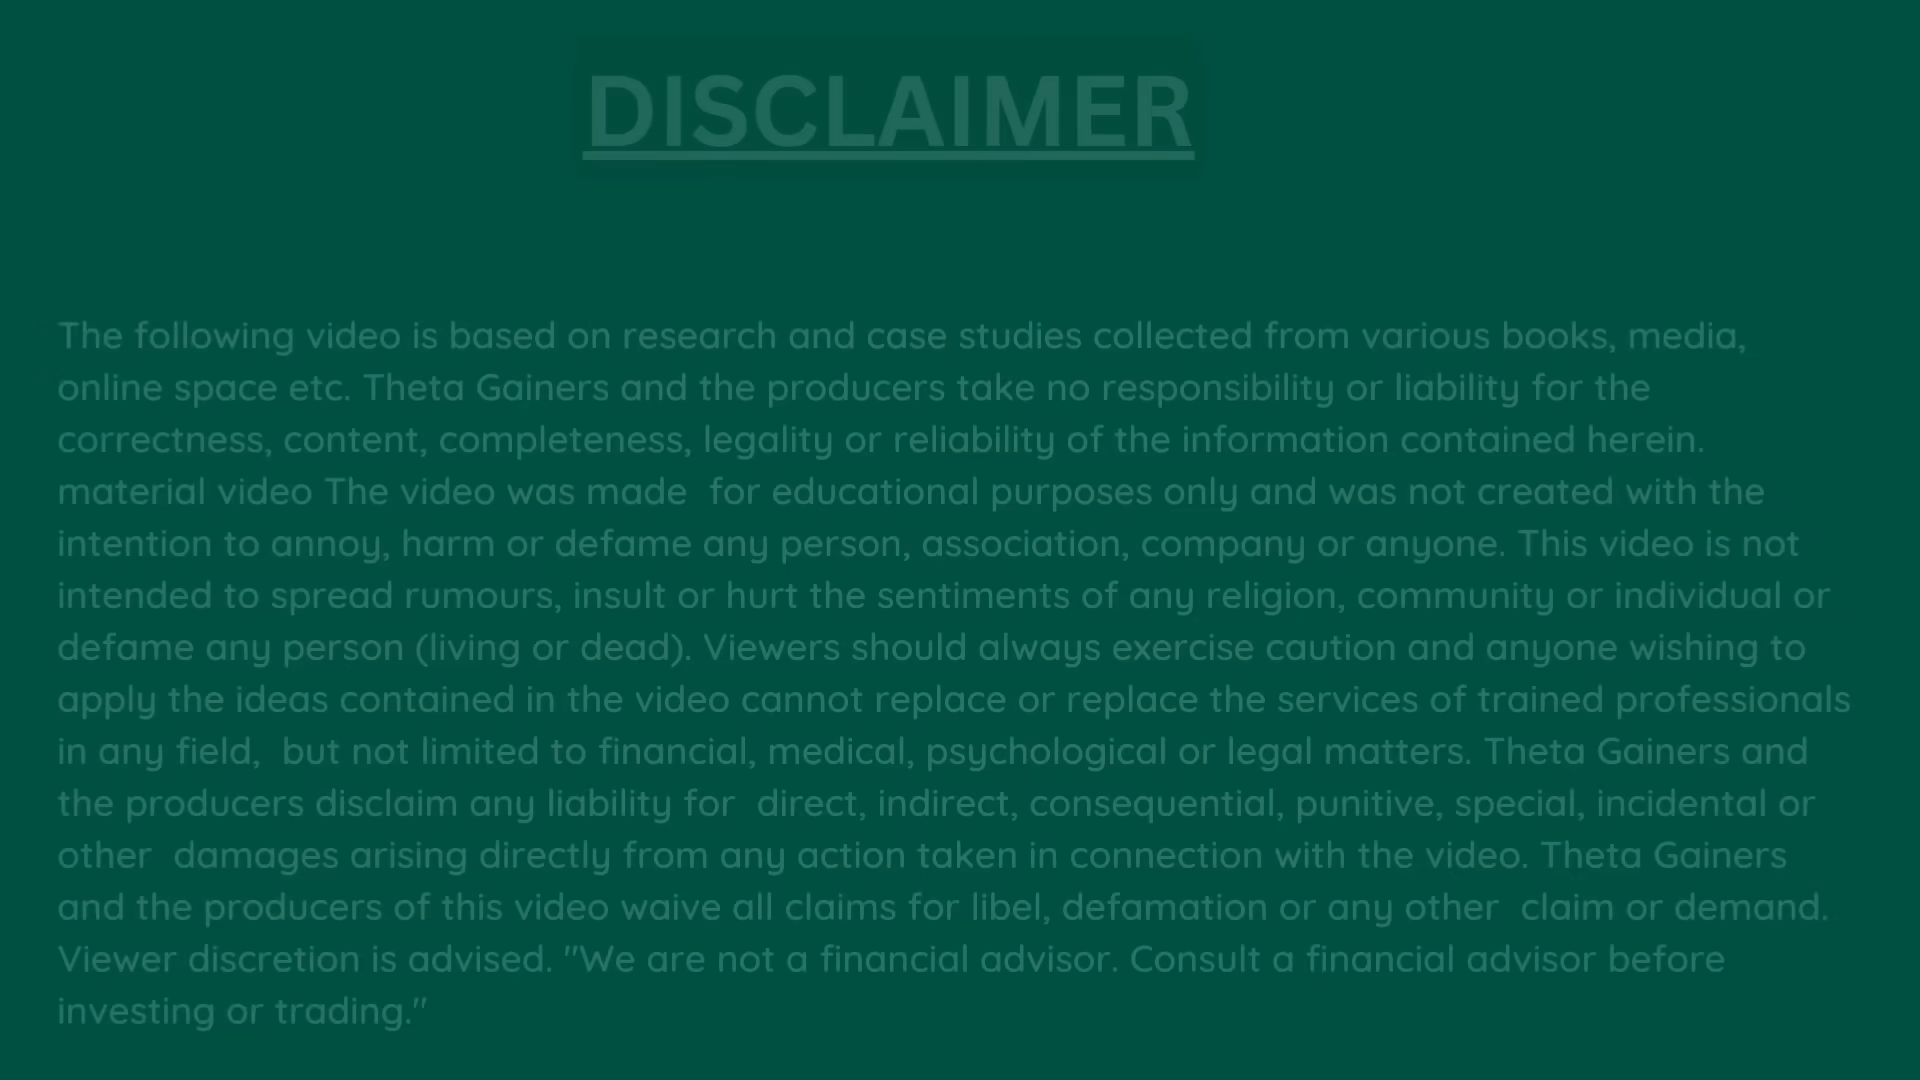 DISCLAIMER
The following video is based on research and case studies collected from various books, media,
online space etc. Theta Gainers and the producers take no responsibility or liability for the
correctness, content, completeness, legality or reliability of the information contained herein.
material video The video was made  for educational purposes only and was not created with the
intention to annoy, harm or defame any person, association, company or anyone. This video is not
intended to spread rumours, insult or hurt the sentiments of any religion, community or individual or
defame any person (living or dead). Viewers should always exercise caution and anyone wishing to
apply the ideas contained in the video cannot replace or replace the services of trained professionals
in any field,  but not limited to financial, medical, psychological or legal matters. Theta Gainers and
the producers disclaim any liability for  direct, indirect, consequential, punitive, special, incidental or
other  damages arising directly from any action taken in connection with the video. Theta Gainers
and the producers of this video waive all claims for libel, defamation or any other  claim or demand.
Viewer discretion is advised. "We are not a financial advisor. Consult a financial advisor before
investing or trading."